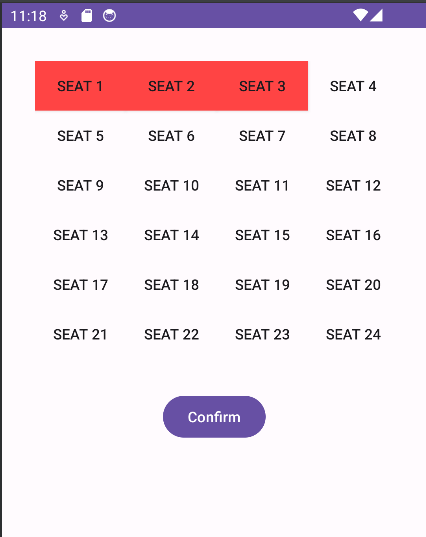 11:18
SEAT 1 SEAT 2 SEAT 3 SEAT 4
SEAT 5 SEAT 6 SEAT 7 SEAT 8
SEAT 9 SEAT 10 SEAT 11 SEAT 12
SEAT 13 SEAT 14 SEAT 15 SEAT 16
SEAT 17 SEAT 18 SEAT 19 SEAT 20
SEAT 21 SEAT 22 SEAT 23 SEAT 24
Confirm